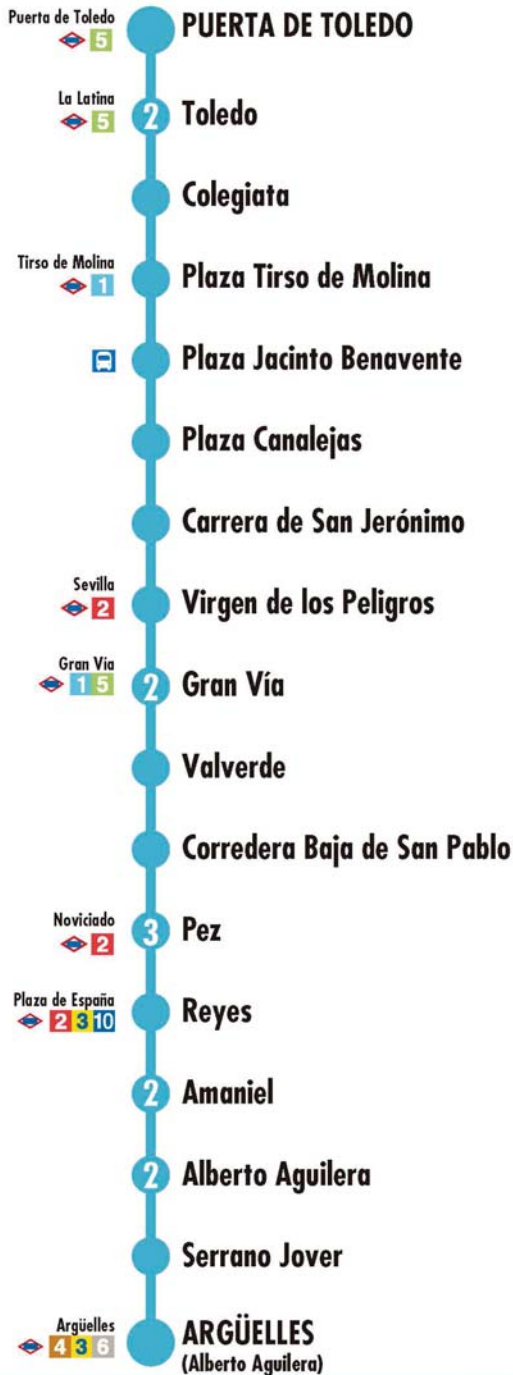 Puerta de Toledo
5
PUERTA DE TOLEDO
La Latina
5
2
Toledo
Colegiata
Tirso de Molina
1
Plaza Tirso de Molina
Plaza Jacinto Benavente
Plaza Canalejas
Carrera de San Jerónimo
Sevilla
2
Virgen de los Peligros
Gran Vía
1 5
2
Gran Vía
Valverde
Corredera Baja de San Pablo
Noviciado
2
3
Pez
Plaza de España
2 3 10
Reyes
2
Amaniel
2
Alberto Aguilera
Serrano Jover
Argüelles
4 3 6
ARGÜELLES
(Alberto Aguilera)